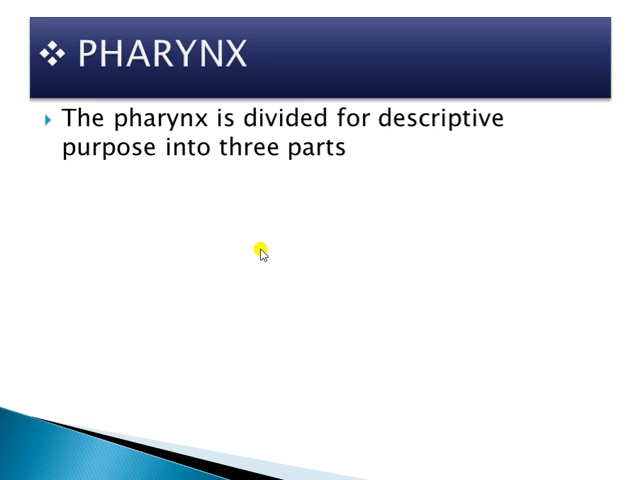 ❖ PHARYNX
The pharynx is divided for descriptive
purpose into three parts